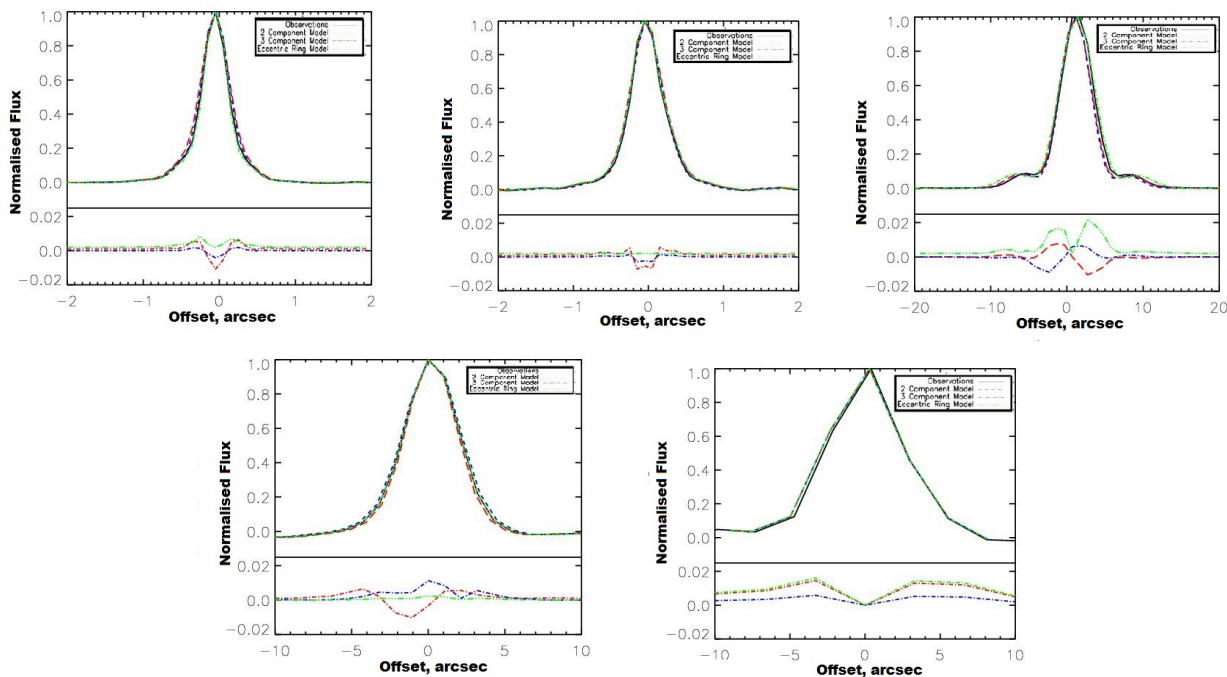 Observations
2 Component Model
3 Component Model
Eccentric Ring Model
Normalised Flux
1.0
0.8
0.6
0.4
0.2
0.0
0.02
0.00
−0.02
−2
−1
0
1
2
Offset, arcsec
Observations
2 Component Model
3 Component Model
Eccentric Ring Model
Normalised Flux
1.0
0.8
0.6
0.4
0.2
0.0
0.02
0.00
−0.02
−2
−1
0
1
2
Offset, arcsec
Observations
2 Component Model
3 Component Model
Eccentric Ring Model
Normalised Flux
1.0
0.8
0.6
0.4
0.2
0.0
0.02
0.00
−0.02
−20
−10
0
10
20
Offset, arcsec
Observations
3 Component Model
Eccentric Ring Model
Normalised Flux
1.0
0.8
0.6
0.4
0.2
0.0
0.02
0.00
−0.02
−10
−5
0
5
10
Offset, arcsec
Observations
2 Component Model
3 Component Model
Eccentric Ring Model
Normalised Flux
1.0
0.8
0.6
0.4
0.2
0.0
0.02
0.00
−0.02
−10
−5
0
5
10
Offset, arcsec